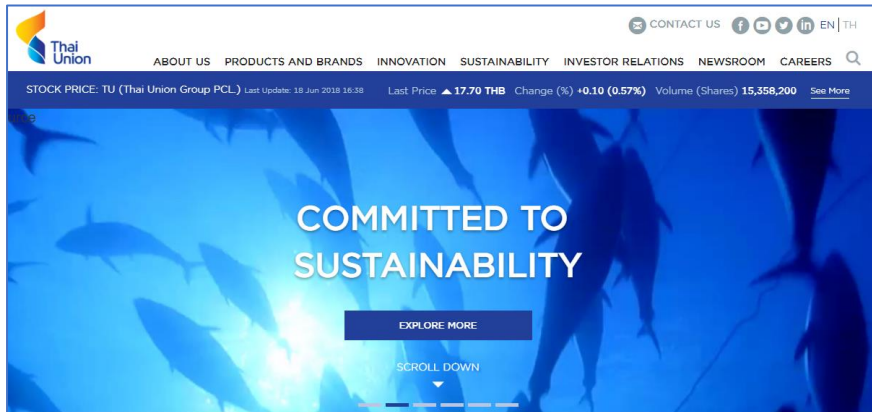 CONTACT US EN | TH
Thai
Union
ABOUT US PRODUCTS AND BRANDS INNOVATION SUSTAINABILITY INVESTOR RELATIONS NEWSROOM CAREERS
STOCK PRICE: TU (Thai Union Group PCL.) Last Update: 18 Jun 2018 16:38 Last Price ▲ 17.70 THB Change (%) +0.10 (0.57%) Volume (Shares) 15,358,200 See More
COMMITTED TO
SUSTAINABILITY
EXPLORE MORE
SCROLL DOWN